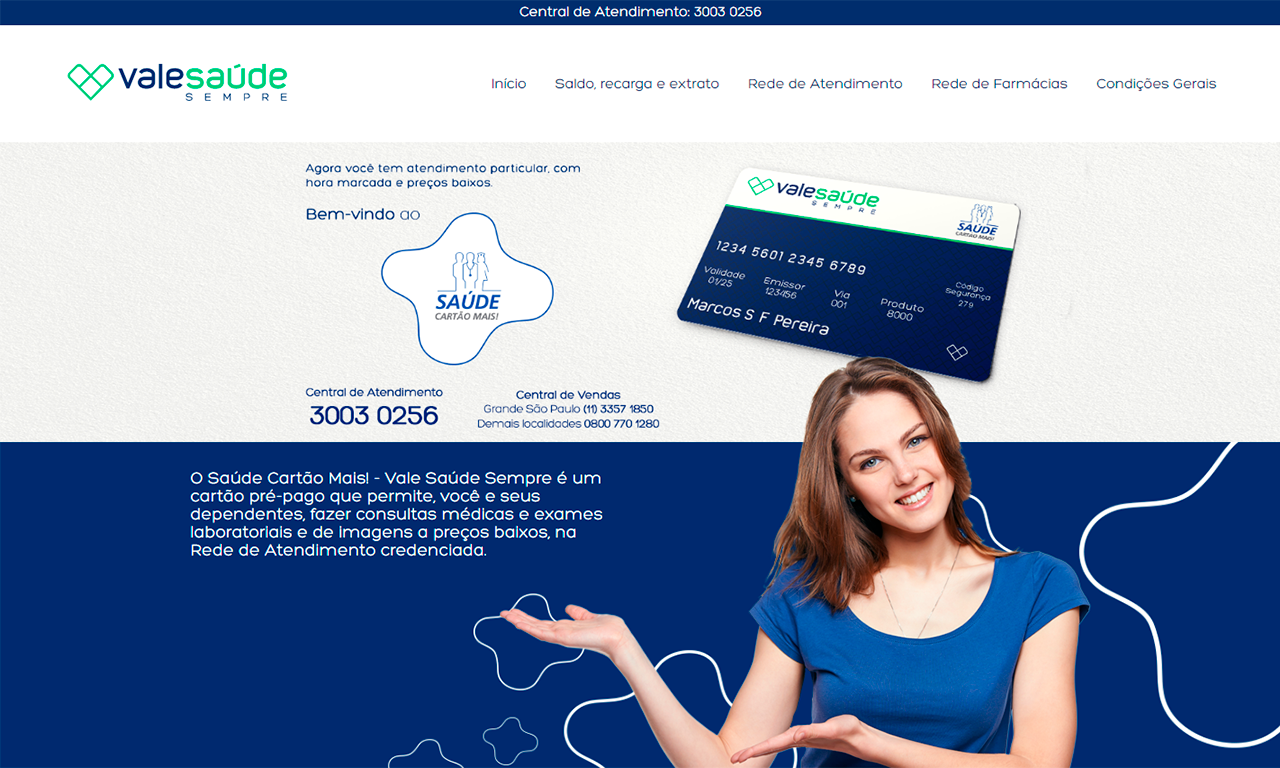 Central de Atendimento: 3003 0256
valesaúde
SEMPRE
Início Saldo, recarga e extrato Rede de Atendimento Rede de Farmácias Condições Gerais
Agora você tem atendimento particular, com
hora marcada e preços baixos.
Bem-vindo ao
SAÚDE
CARTÃO MAIS!
Central de Atendimento
3003 0256
Central de Vendas
Grande São Paulo (11) 3357 1850
Demais localidades 0800 770 1280
valesaúde
SEMPRE
SAÚDE
CARTÃO MAIS!
1234 5601 2345 6789
Validade
01/25
Emissor
123456
Via
001
Produto
8000
Código
Segurança
279
Marcos S F Pereira
O Saúde Cartão Mais! - Vale Saúde Sempre é um
cartão pré-pago que permite, você e seus
dependentes, fazer consultas médicas e exames
laboratoriais e de imagens a preços baixos, na
Rede de Atendimento credenciada.